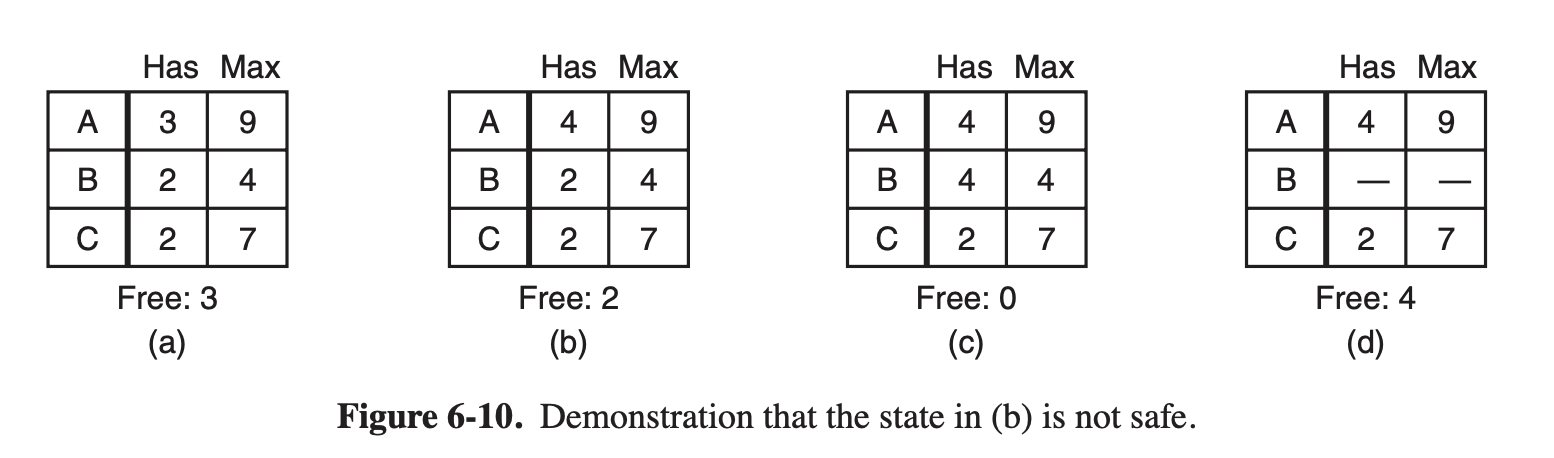 Has Max
A 3 9
B 2 4
C 2 7
Free: 3
(a)
Has Max
A 4 9
B 2 4
C 2 7
Free: 2
(b)
Has Max
A 4 9
B 4 4
C 2 7
Free: 0
(c)
Has Max
A 4 9
B — —
C 2 7
Free: 4
(d)
Figure 6-10. Demonstration that the state in (b) is not safe.